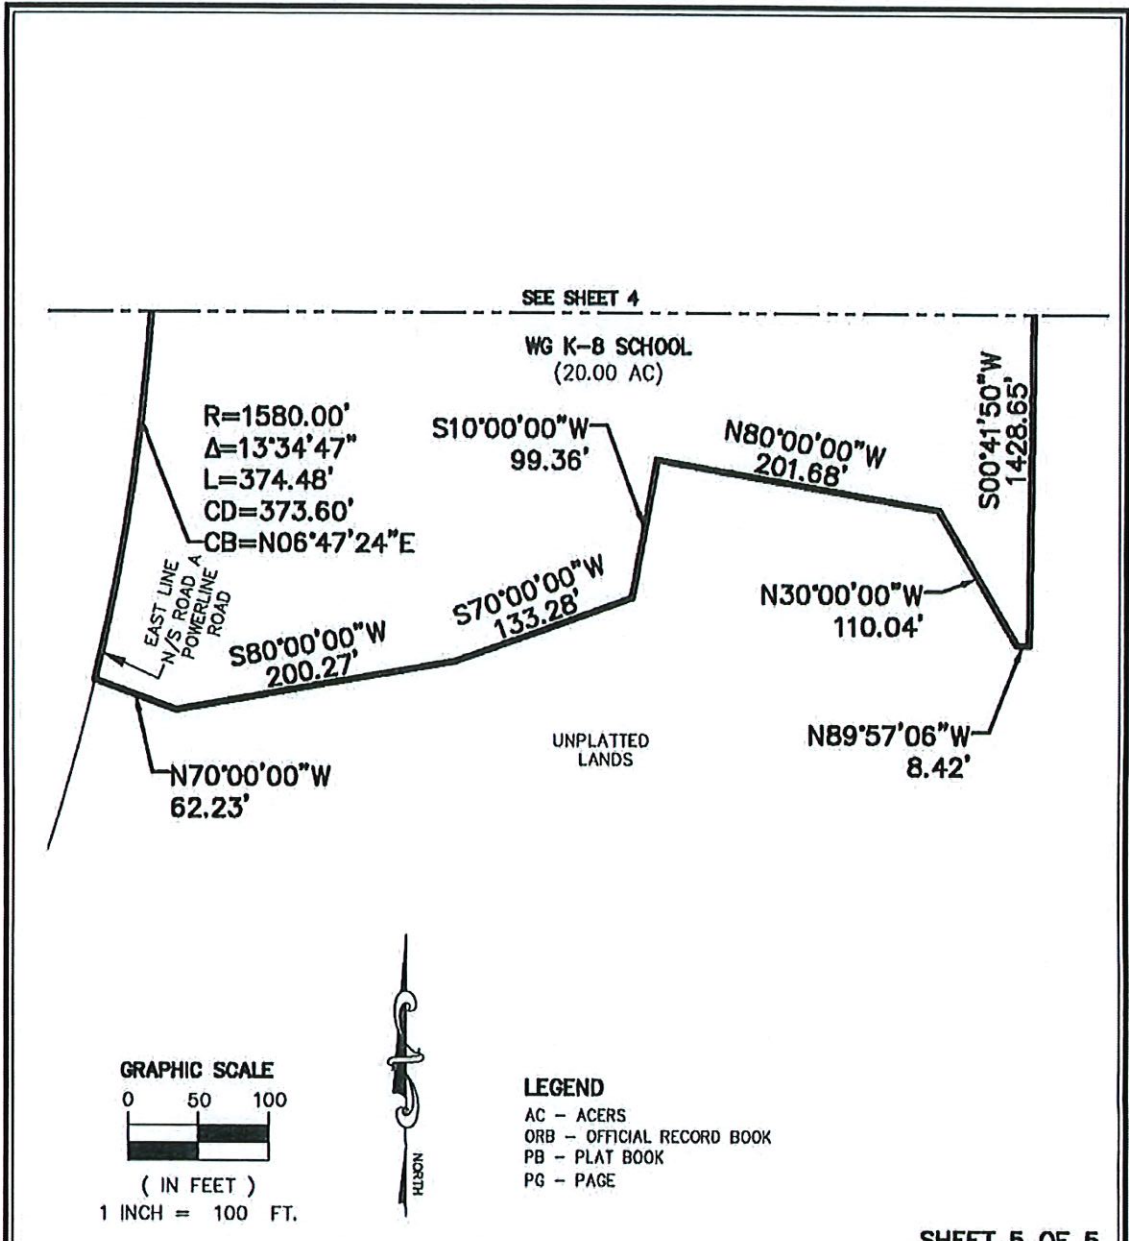 SEE SHEET 4
WG K-8 SCHOOL
(20.00 AC)
R=1580.00'
Δ=13°34'47"
L=374.48'
CD=373.60'
CB=N06°47'24"E
S10°00'00"W
99.36'
N80°00'00"W
201.68'
S00°41'50"W
1428.65'
EAST LINE
N/S ROAD A
POWERLINE
ROAD
S80°00'00"W
200.27'
S70°00'00"W
133.28'
N30°00'00"W
110.04'
UNPLATTED
LANDS
N89°57'06"W
8.42'
N70°00'00"W
62.23'
GRAPHIC SCALE
0 50 100
( IN FEET )
1 INCH = 100 FT.
NORTH
LEGEND
AC - ACERS
ORB - OFFICIAL RECORD BOOK
PB - PLAT BOOK
PG - PAGE
SHEET 5 OF 5